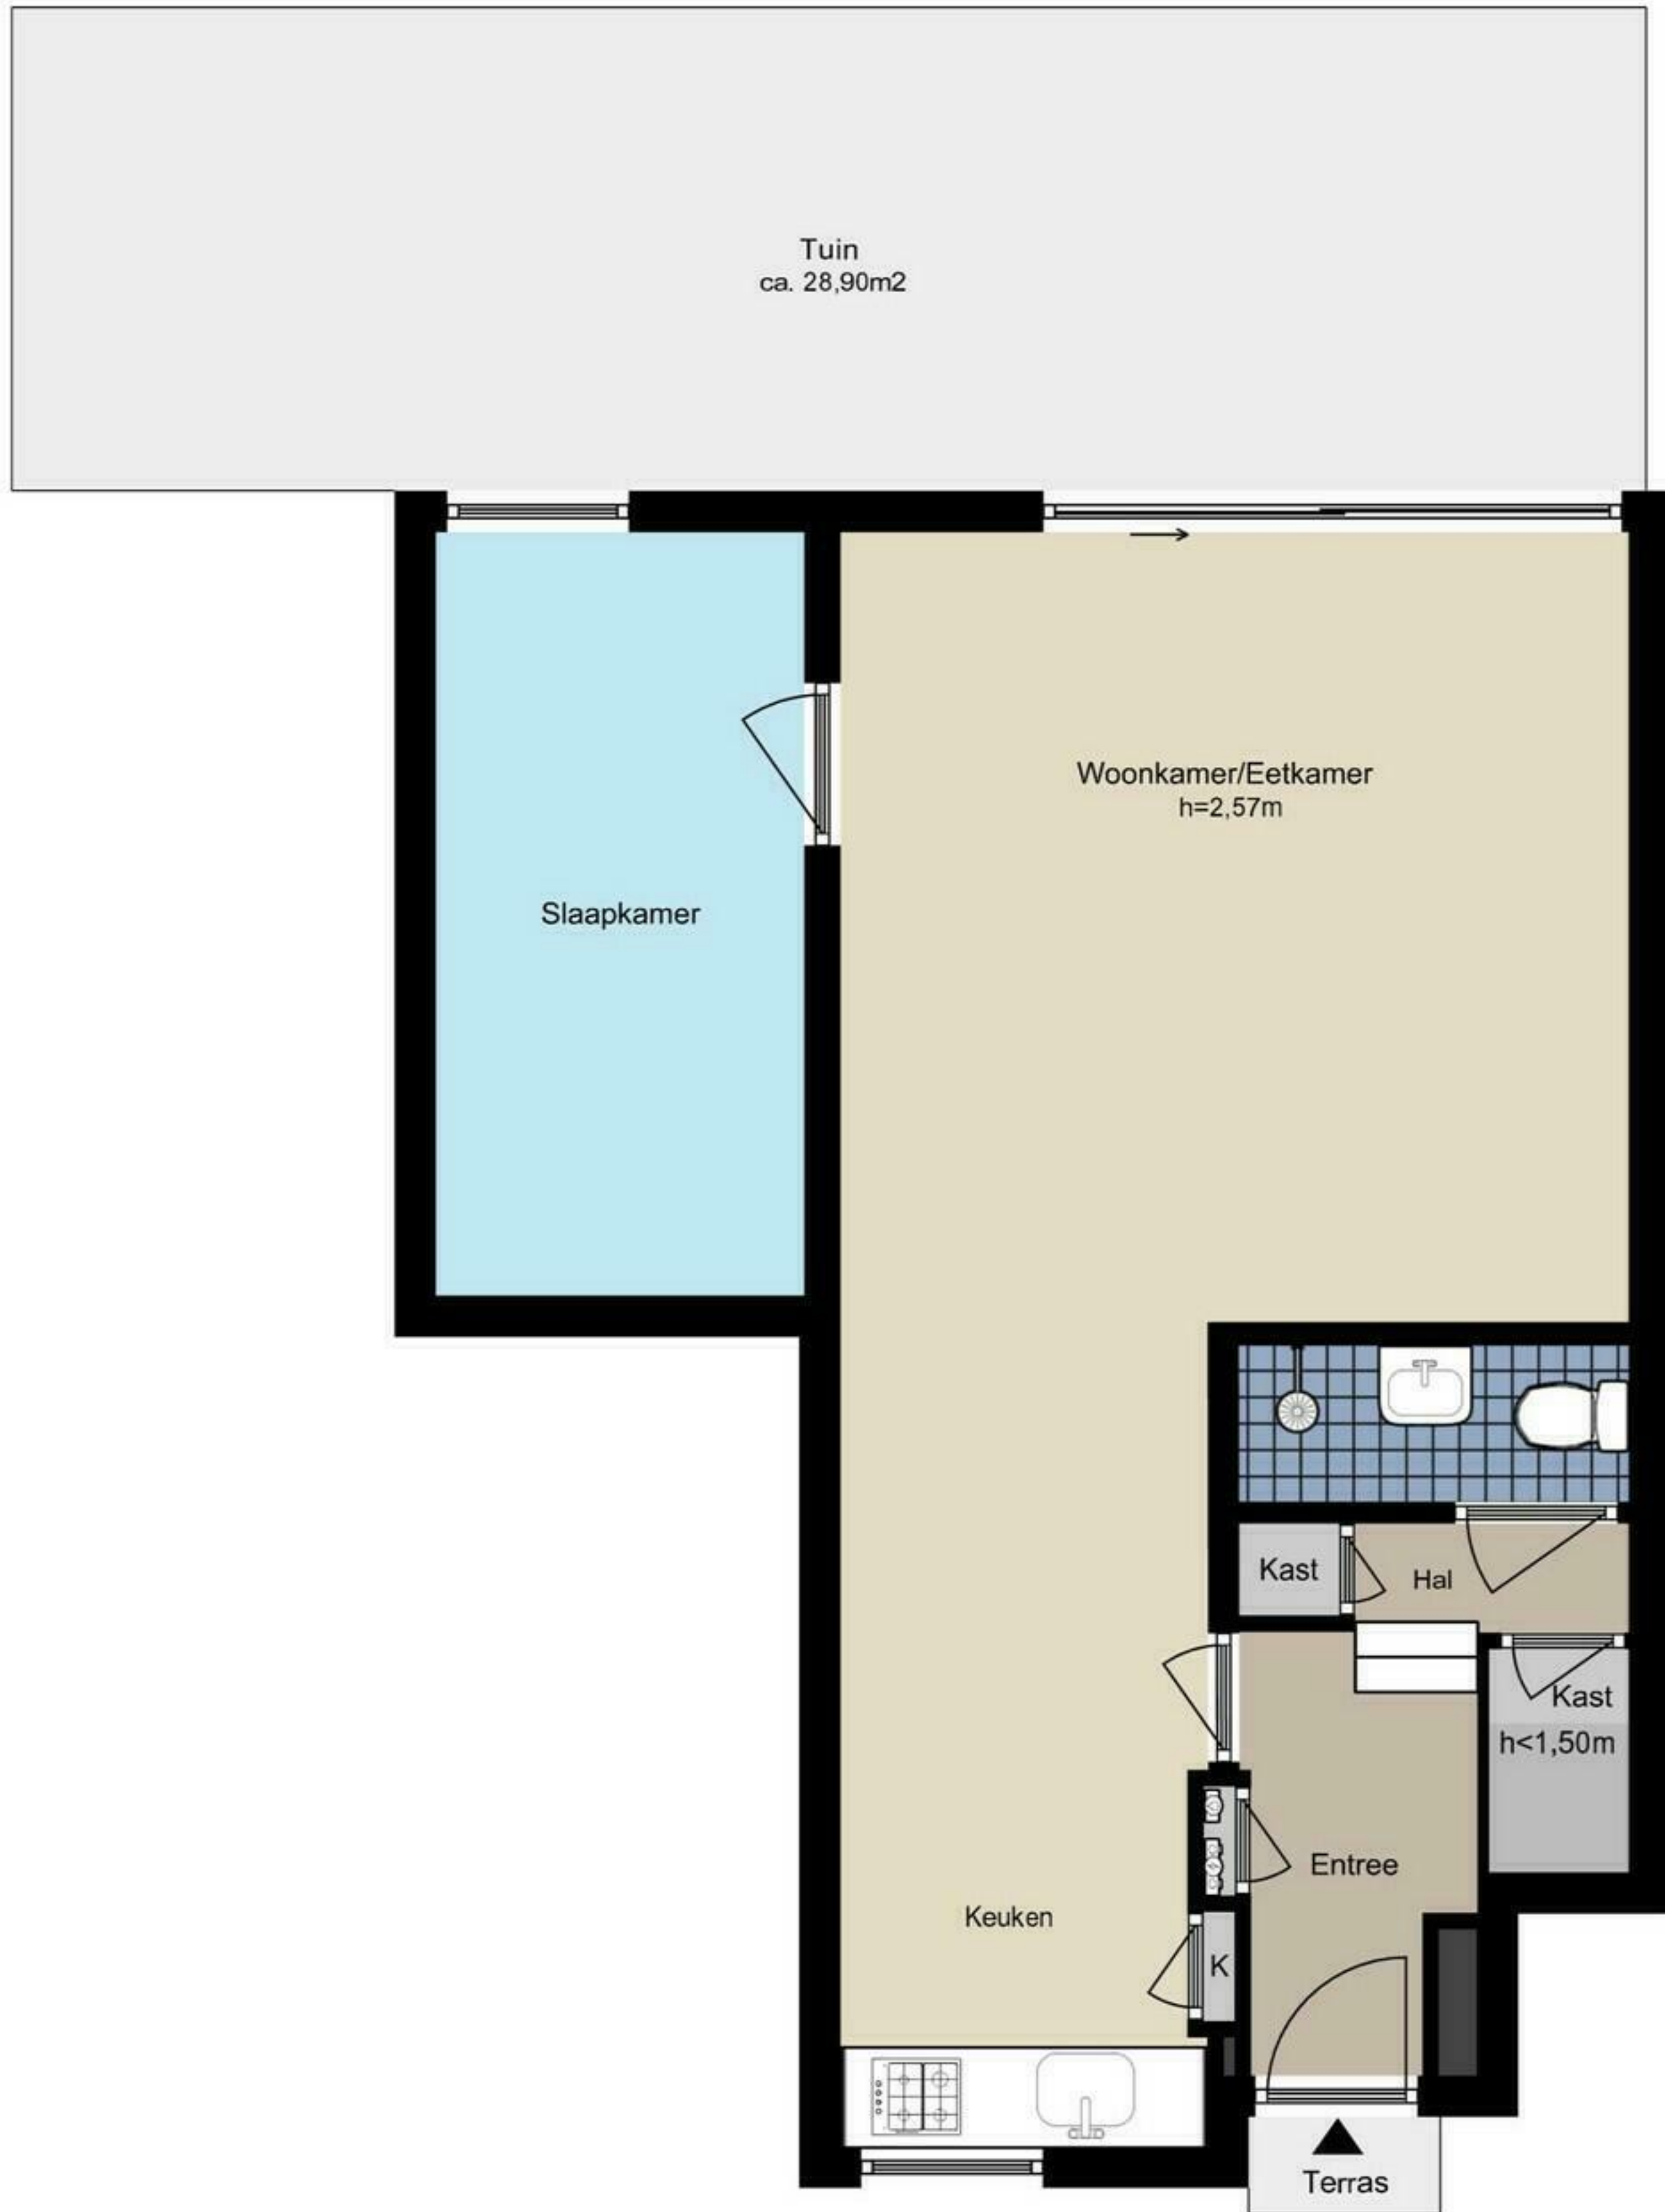 Tuin
ca. 28,90m2
Woonkamer/Eetkamer
h=2,57m
Slaapkamer
Kast
Hal
Kast
h<1,50m
Entree
Keuken
K
Terras